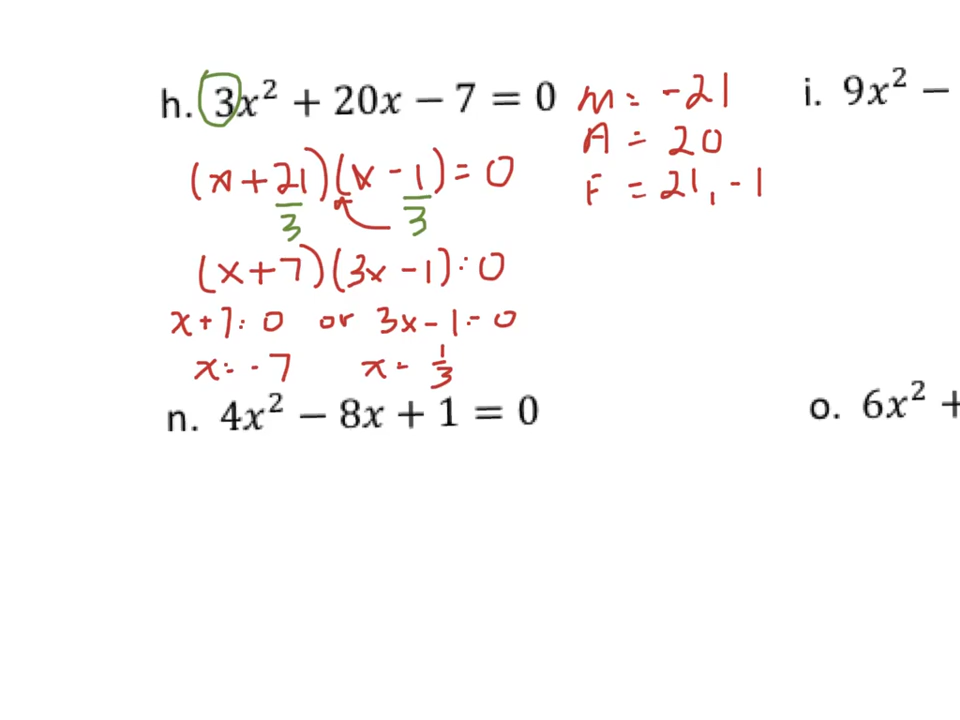 h. 3x² + 20x − 7 = 0 m = -21 i. 9x² −
A = 20
(x + 21/3)(x - 1/3) = 0 F = 21, -1
(x + 7)(3x - 1) = 0
x + 7 = 0 or 3x - 1 = 0
x = -7 x = 1/3
n. 4x² − 8x + 1 = 0 o. 6x² +